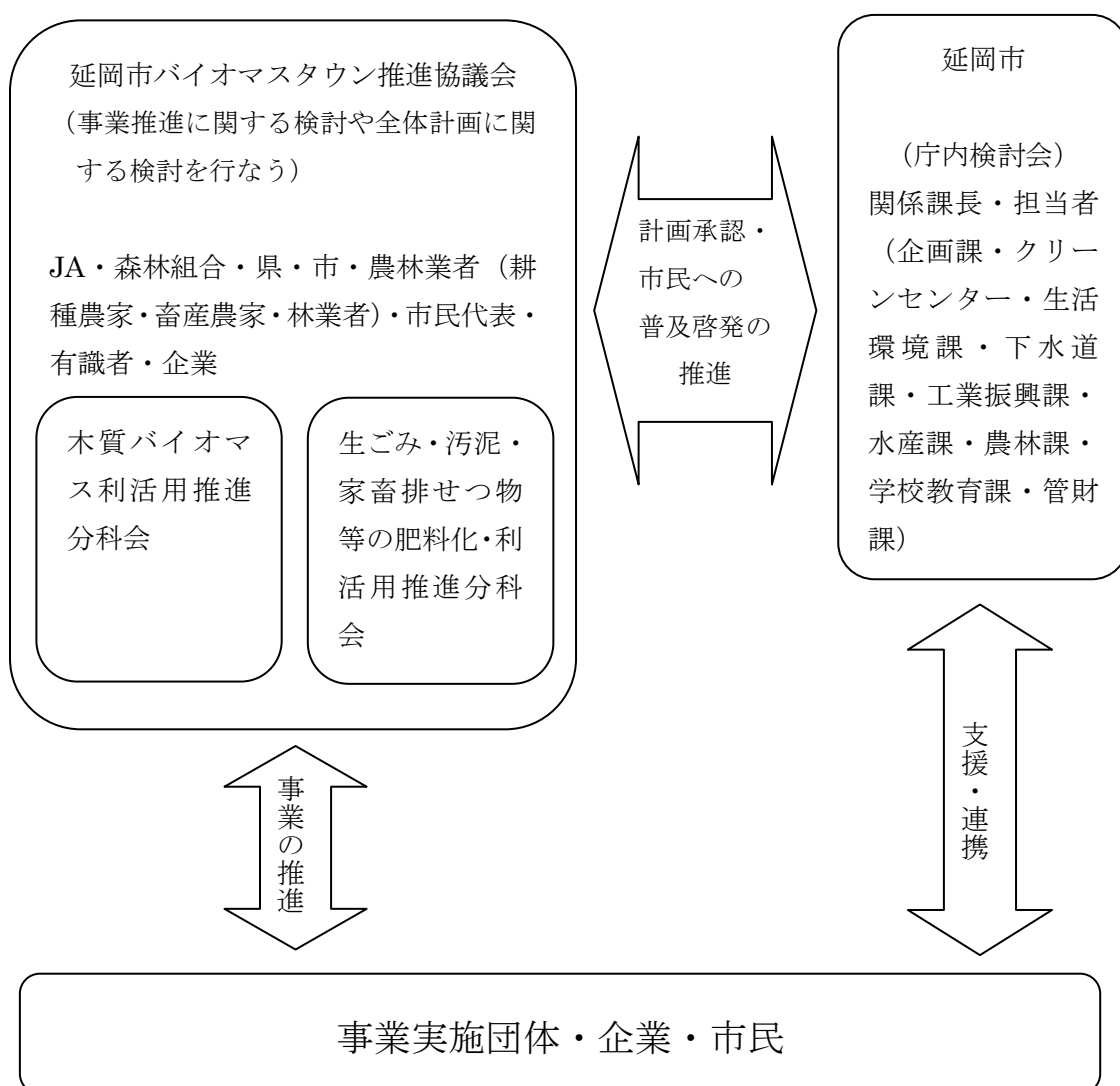 延岡市バイオマスタウン推進協議会
（事業推進に関する検討や全体計画に関
する検討を行なう）
JA・森林組合・県・市・農林業者（耕
種農家・畜産農家・林業者）・市民代表・
有識者・企業
木質バイオマ
ス利活用推進
分科会
生ごみ・汚泥・
家畜排せつ物
等の肥料化・利
活用推進分科
会
計画承認・
市民への
普及啓発の
推進
延岡市
（庁内検討会）
関係課長・担当者
（企画課・クリー
ンセンター・生活
環境課・下水道
課・工業振興課・
水産課・農林課・
学校教育課・管財
課）
事業の推進
支援・連携
事業実施団体・企業・市民